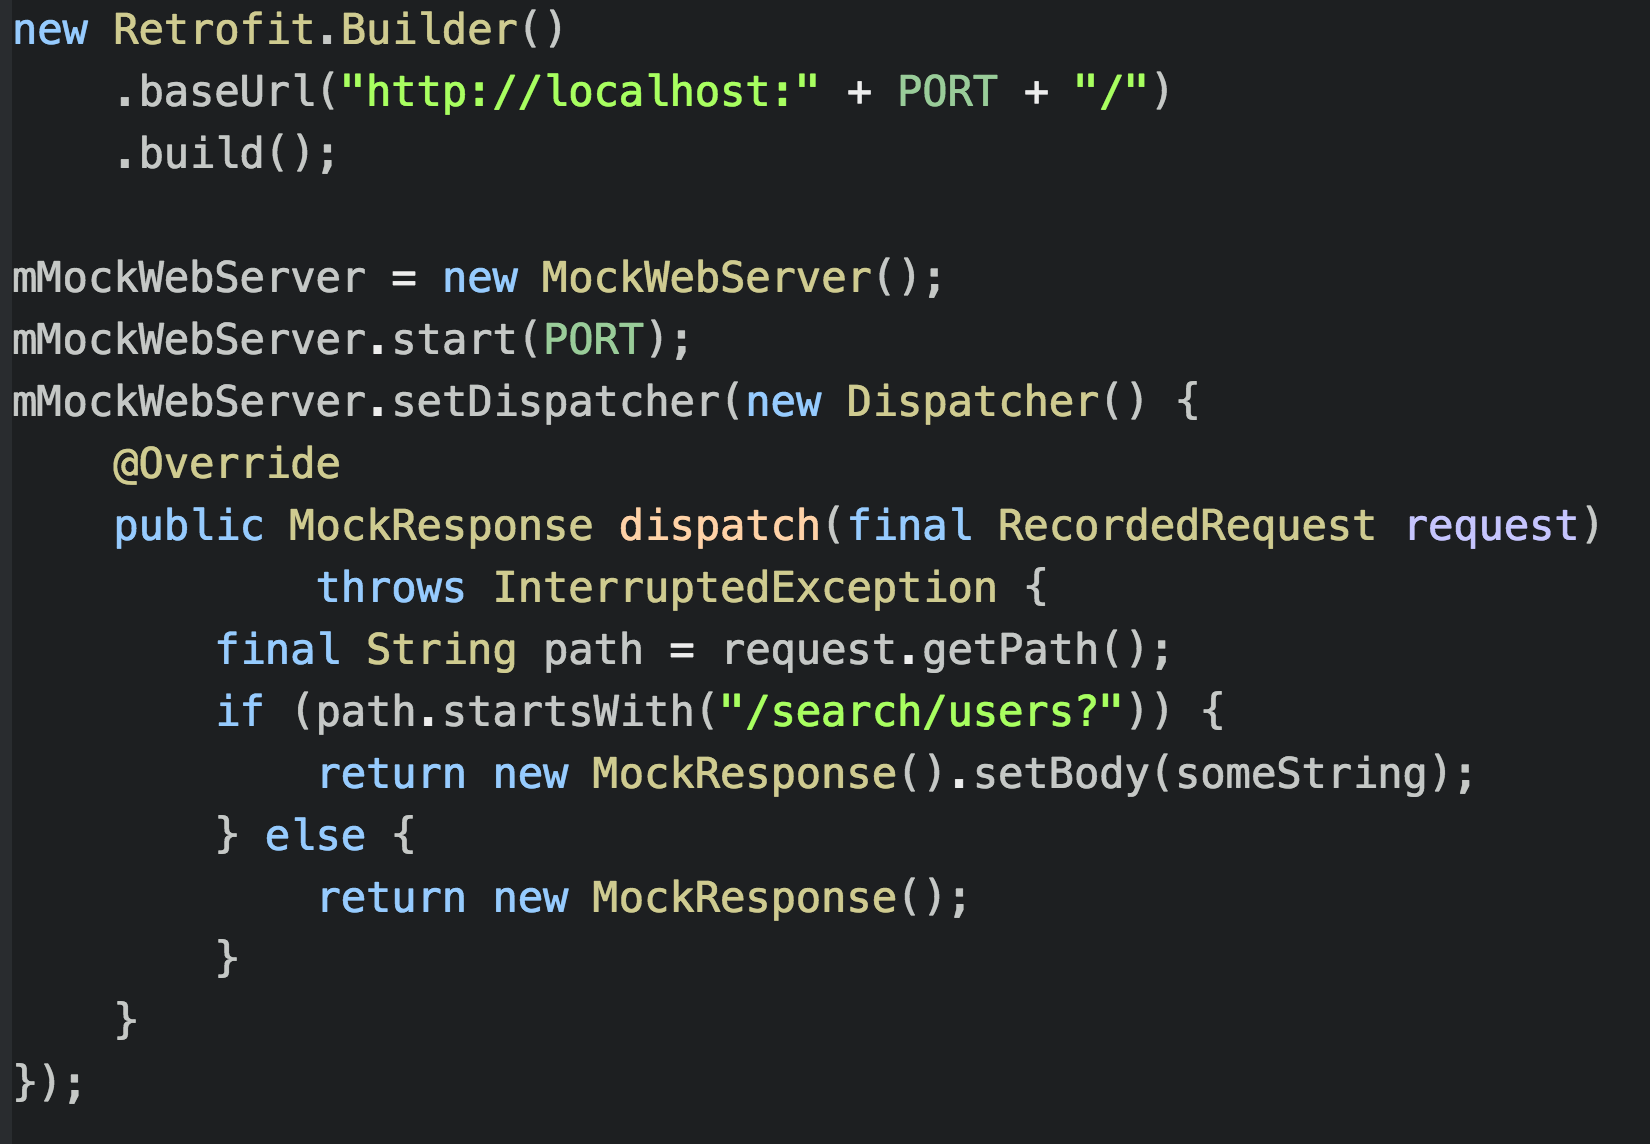 new Retrofit.Builder()
    .baseUrl("http://localhost:" + PORT + "/")
    .build();

mMockWebServer = new MockWebServer();
mMockWebServer.start(PORT);
mMockWebServer.setDispatcher(new Dispatcher() {
    @Override
    public MockResponse dispatch(final RecordedRequest request)
            throws InterruptedException {
        final String path = request.getPath();
        if (path.startsWith("/search/users?")) {
            return new MockResponse().setBody(someString);
        } else {
            return new MockResponse();
        }
    }
});